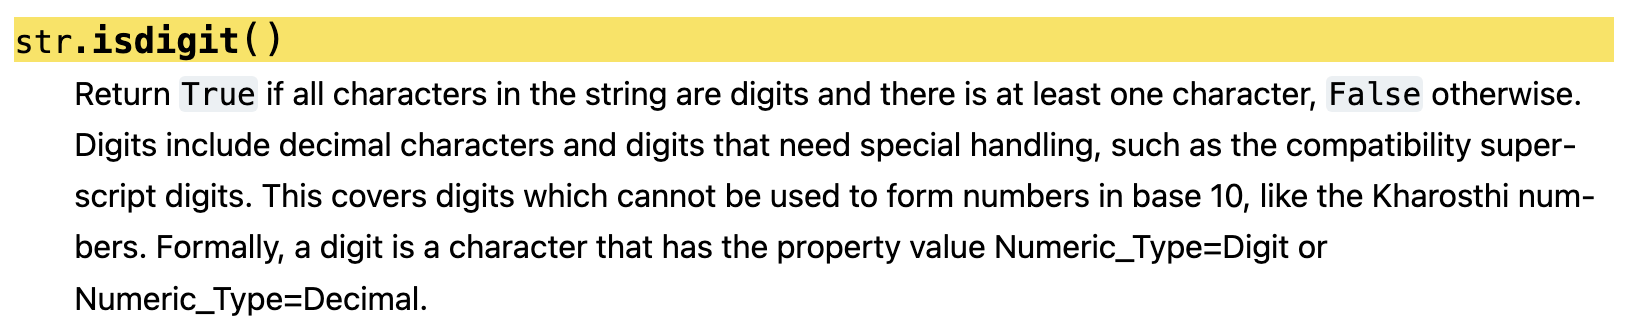 str.isdigit()
Return True if all characters in the string are digits and there is at least one character, False otherwise.
Digits include decimal characters and digits that need special handling, such as the compatibility super-
script digits. This covers digits which cannot be used to form numbers in base 10, like the Kharosthi num-
bers. Formally, a digit is a character that has the property value Numeric_Type=Digit or
Numeric_Type=Decimal.